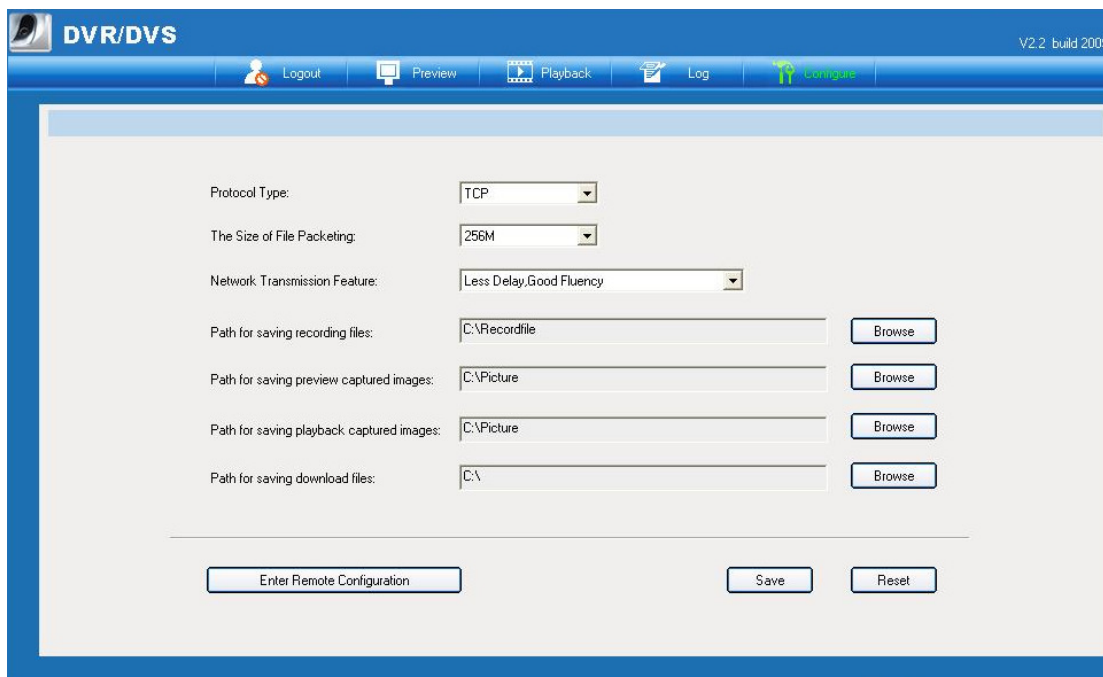 DVR/DVS
V2.2 build 2009
Logout Preview Playback Log Configure
Protocol Type: TCP
The Size of File Packeting: 256M
Network Transmission Feature: Less Delay,Good Fluency
Path for saving recording files: C:\Recordfile Browse
Path for saving preview captured images: C:\Picture Browse
Path for saving playback captured images: C:\Picture Browse
Path for saving download files: C:\ Browse
Enter Remote Configuration Save Reset